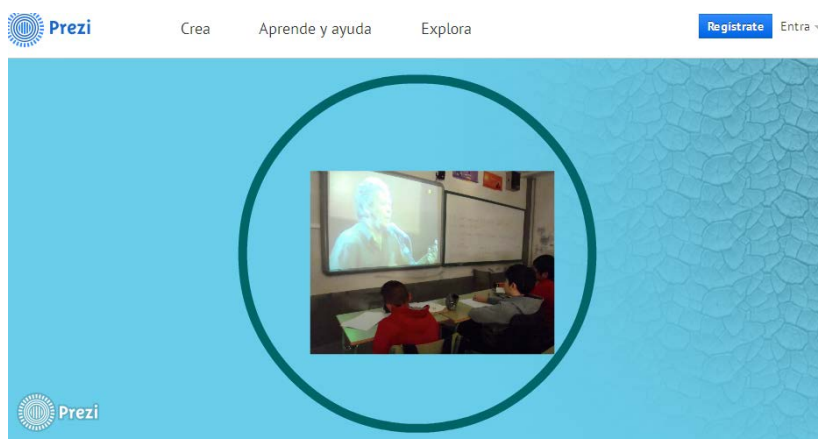 Prezi
Crea
Aprende y ayuda
Explora
Regístrate
Entra
Prezi